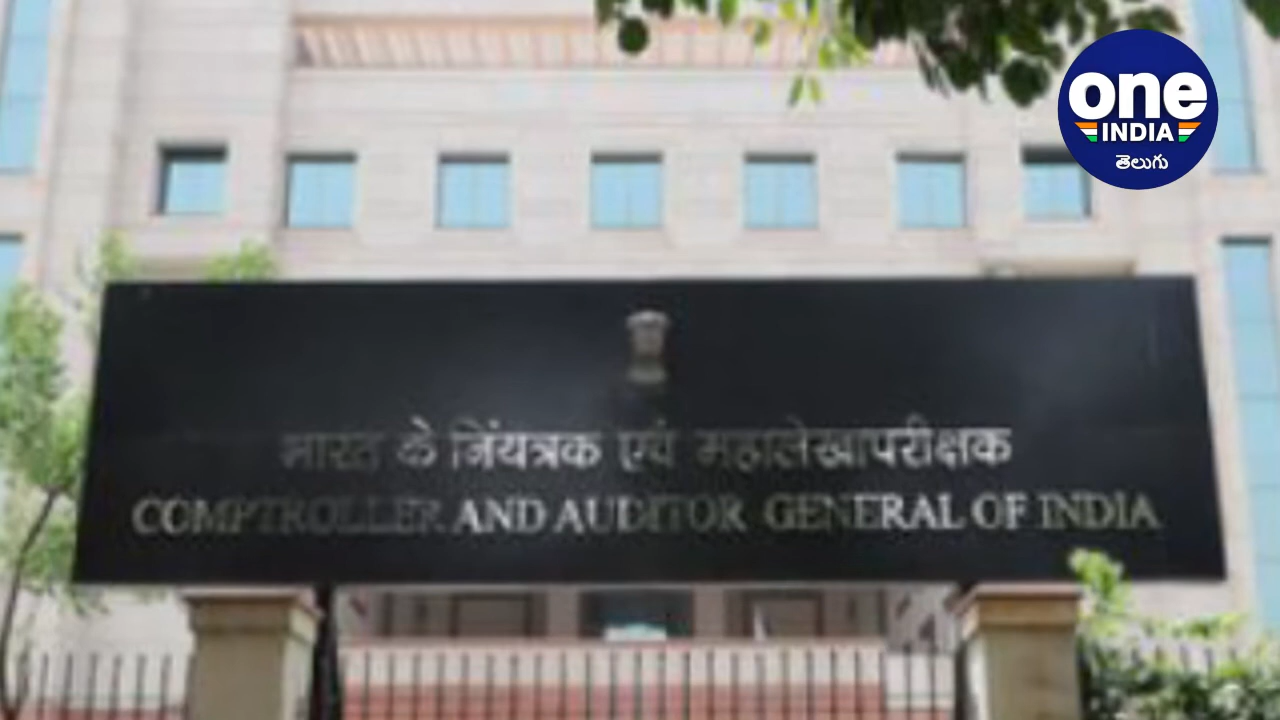 one
INDIA
తెలుగు
भारत के नियंत्रक एवं महालेखापरीक्षक
COMPTROLLER AND AUDITOR GENERAL OF INDIA